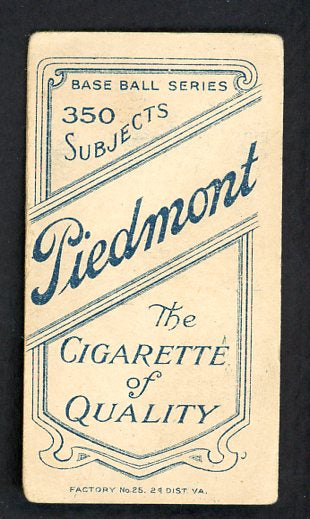 BASE BALL SERIES
350
SUBJECTS
Piedmont
The
CIGARETTE
of
QUALITY
FACTORY No. 25. 2d DIST. VA.